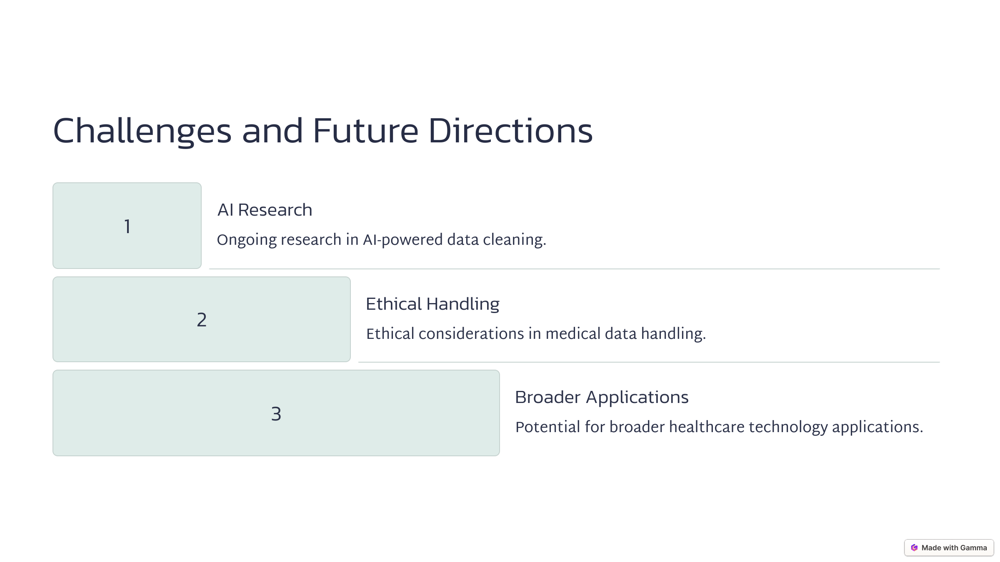 Challenges and Future Directions
1
AI Research
Ongoing research in AI-powered data cleaning.
2
Ethical Handling
Ethical considerations in medical data handling.
3
Broader Applications
Potential for broader healthcare technology applications.
Made with Gamma